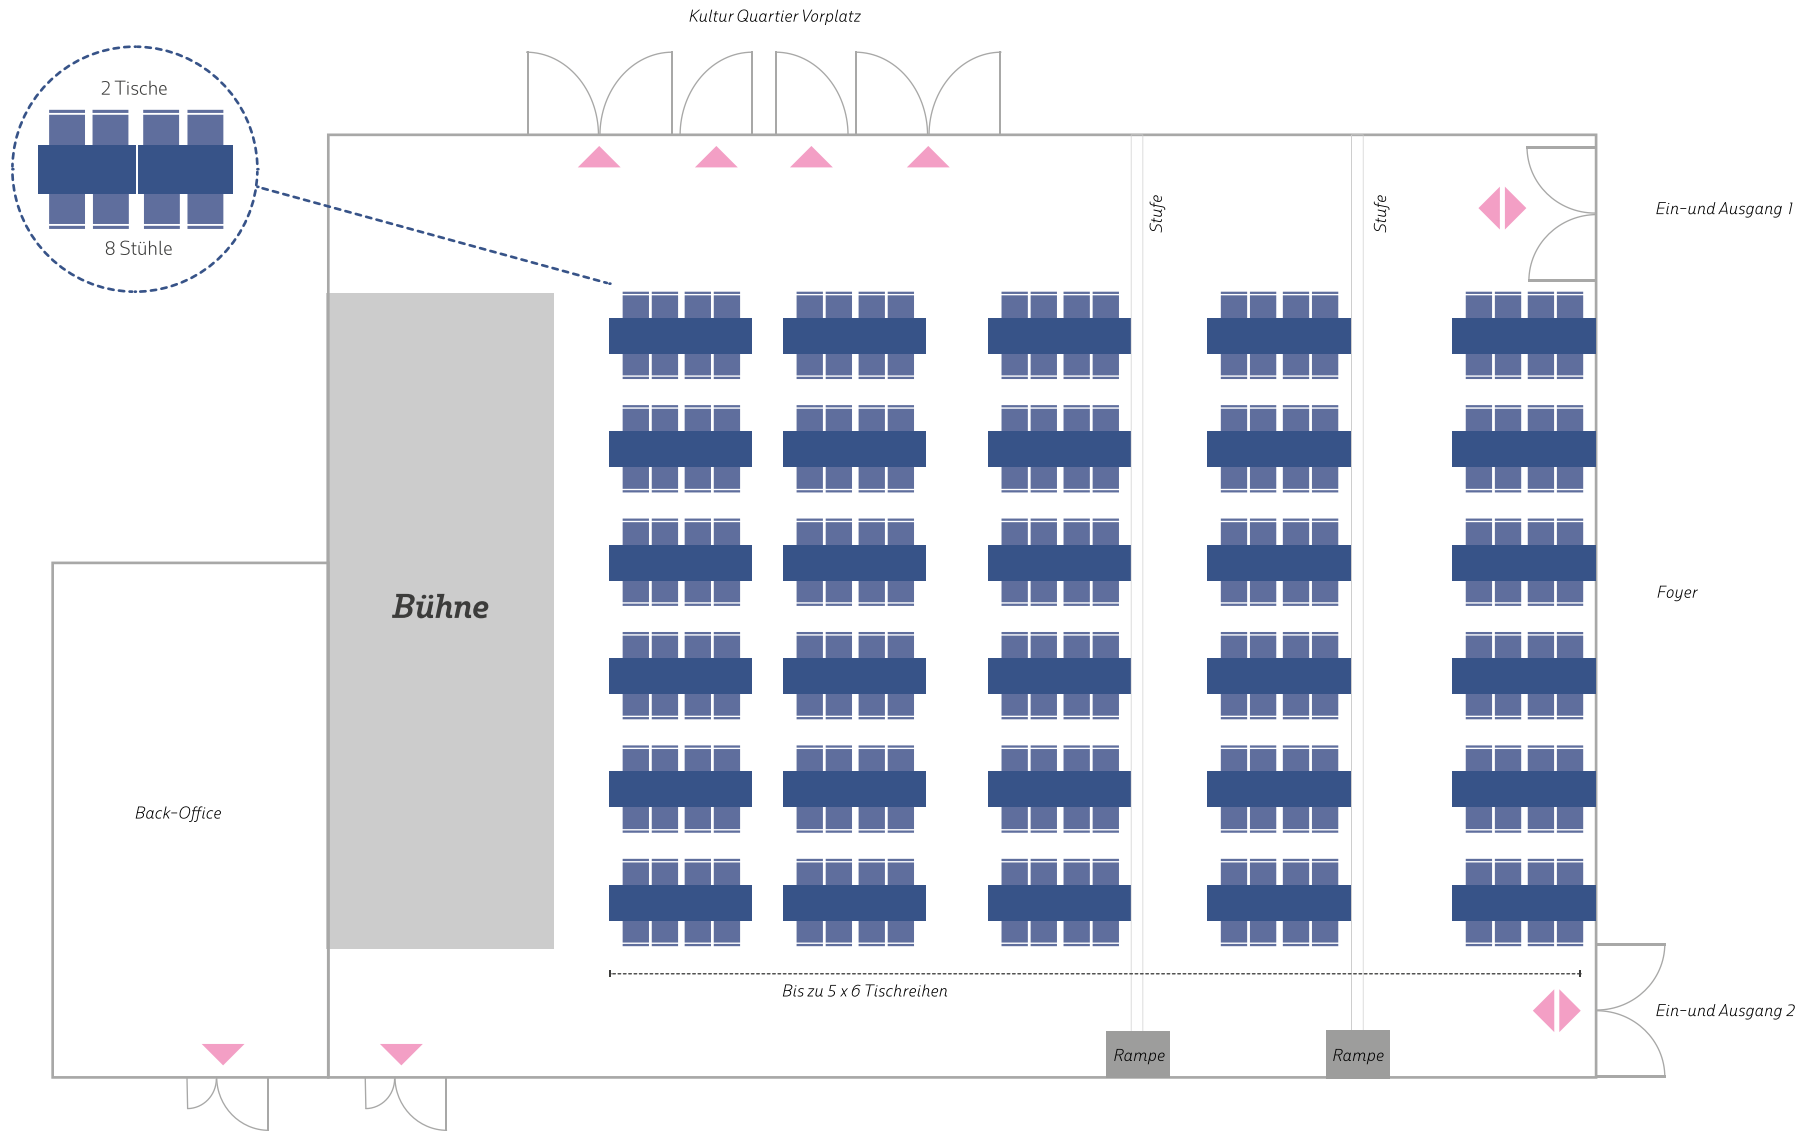 Kultur Quartier Vorplatz
2 Tische
8 Stühle
Stufe
Stufe
Ein-und Ausgang 1
Bühne
Foyer
Back-Office
Bis zu 5 x 6 Tischreihen
Ein-und Ausgang 2
Rampe
Rampe